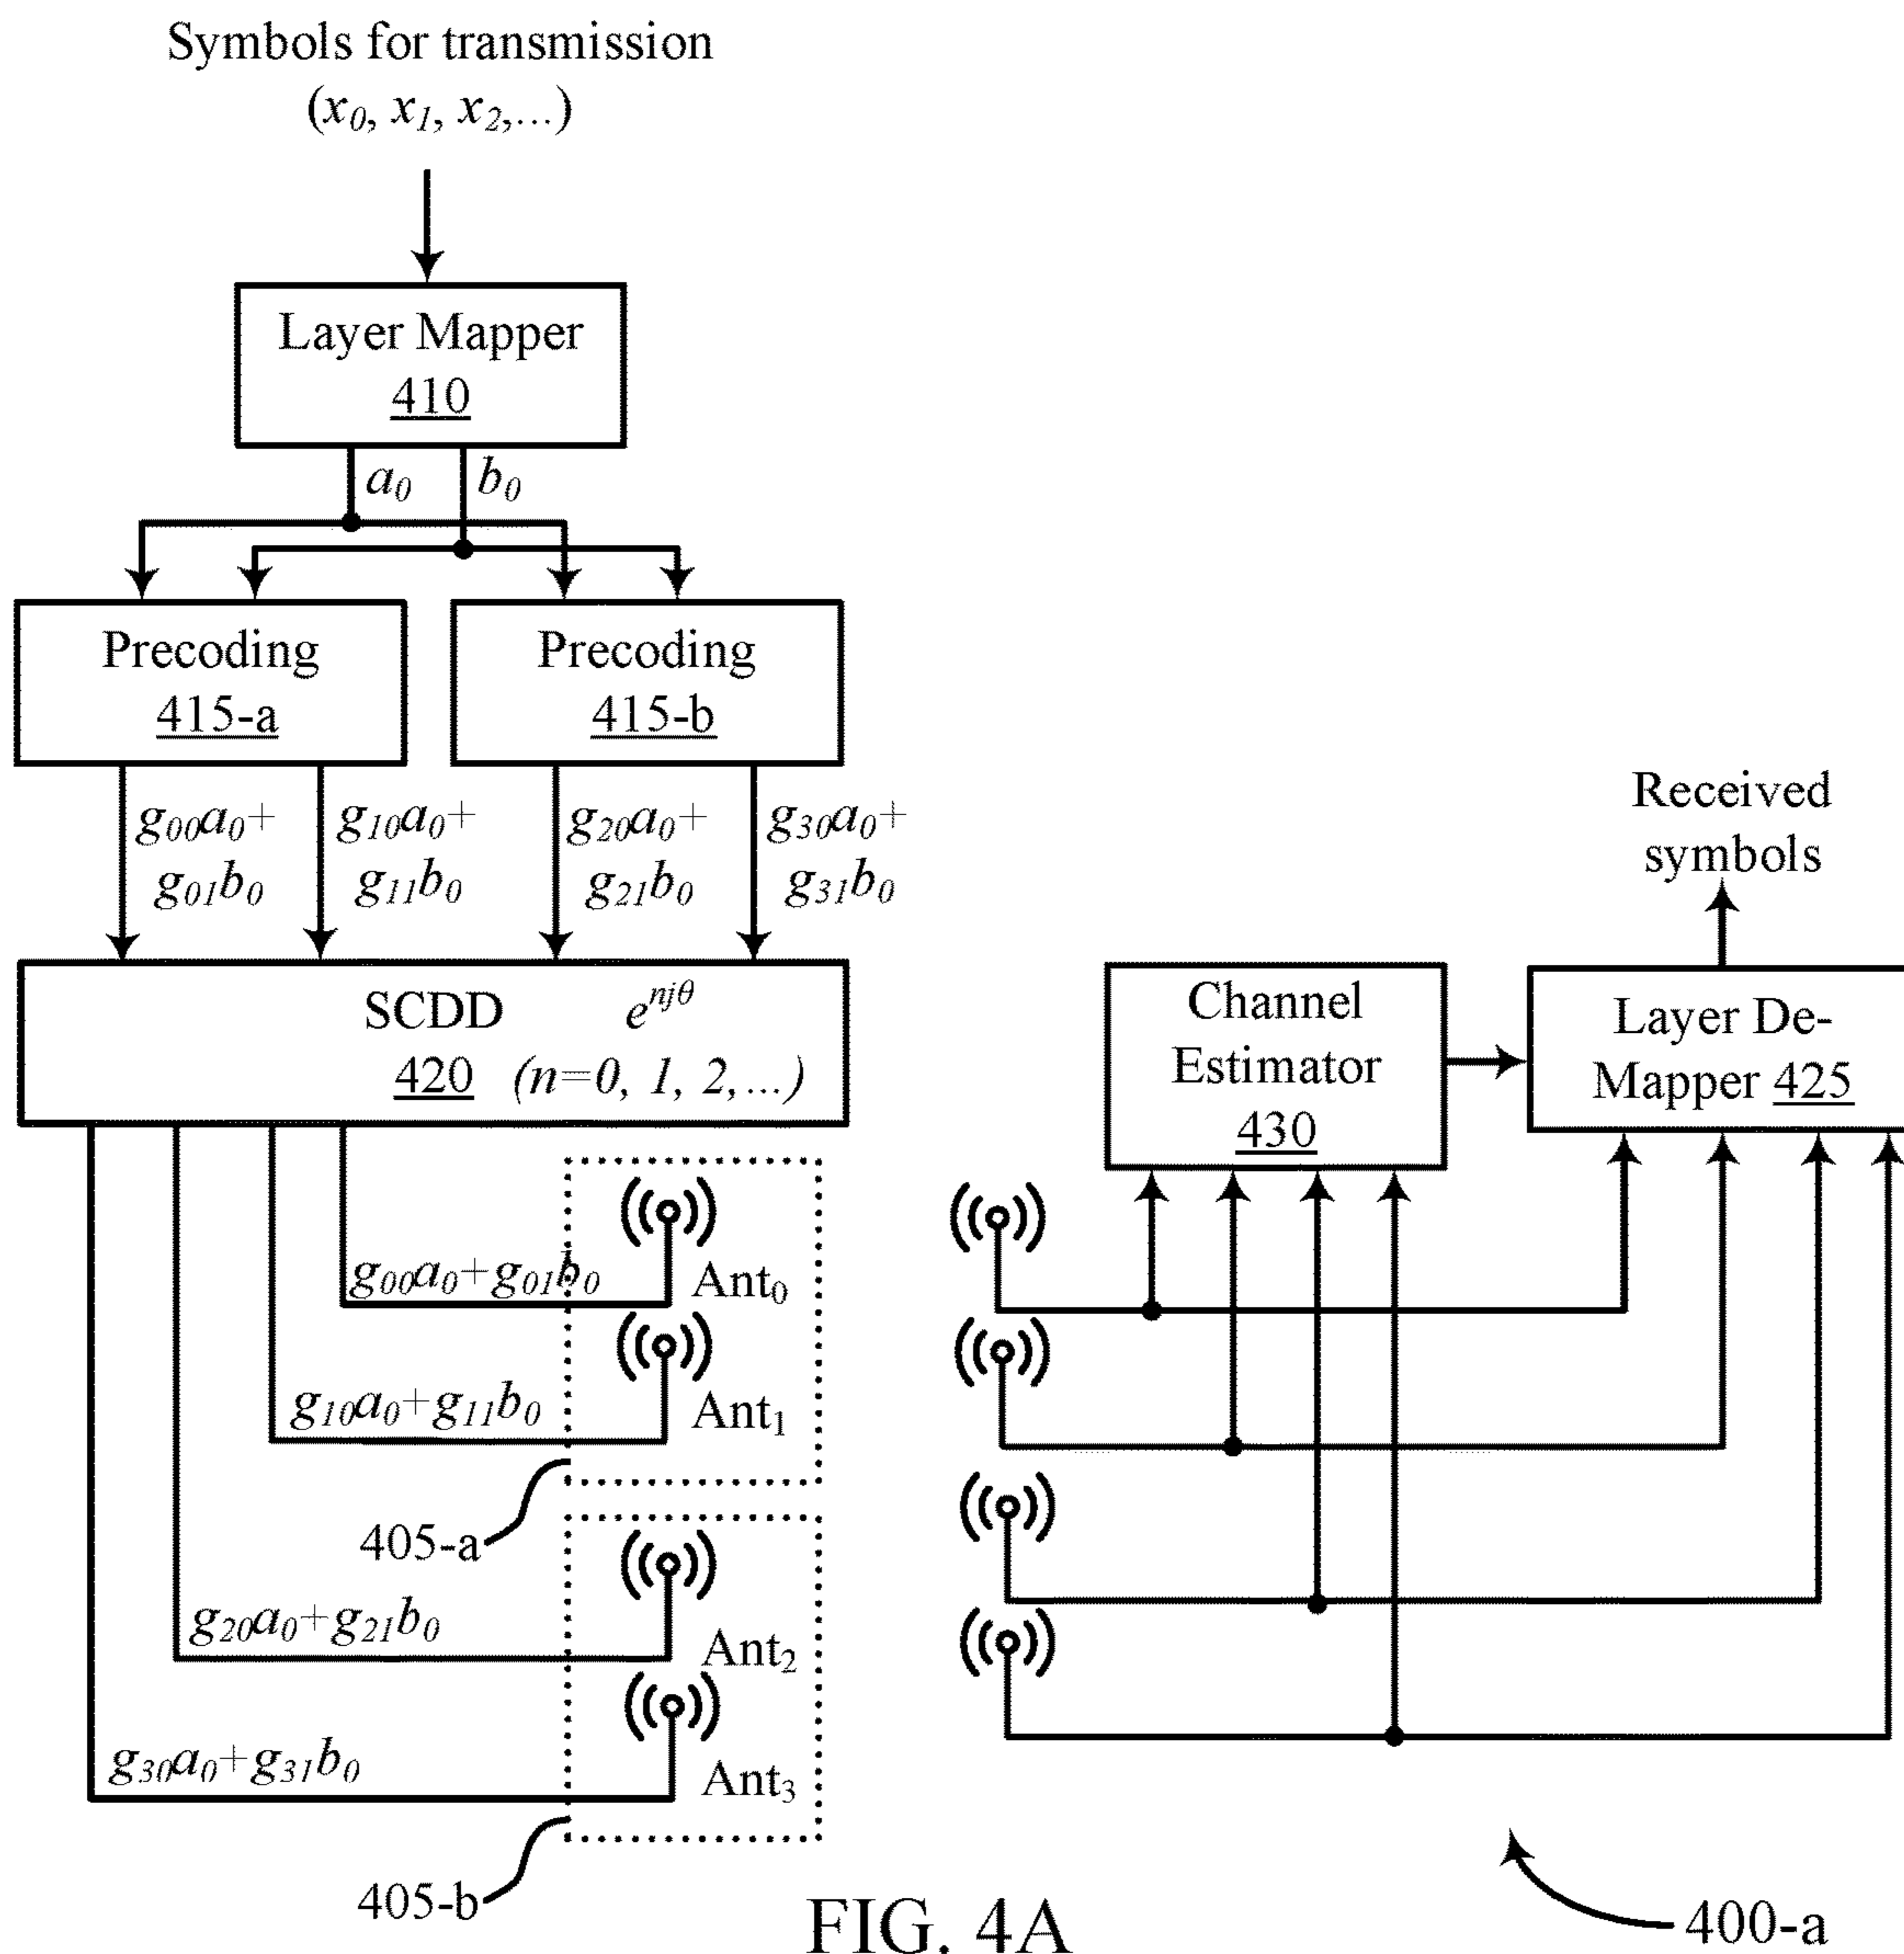 Symbols for transmission
(x₀, x₁, x₂,...)
Layer Mapper
410
a₀
b₀
Precoding
415-a
Precoding
415-b
g₀₀a₀+
g₀₁b₀
g₁₀a₀+
g₁₁b₀
g₂₀a₀+
g₂₁b₀
g₃₀a₀+
g₃₁b₀
SCDD e^{njθ}
420 (n=0, 1, 2,...)
g₀₀a₀+g₀₁b₀
Ant₀
g₁₀a₀+g₁₁b₀
Ant₁
405-a
g₂₀a₀+g₂₁b₀
Ant₂
g₃₀a₀+g₃₁b₀
Ant₃
405-b
Received
symbols
Channel
Estimator
430
Layer De-
Mapper 425
FIG. 4A
400-a